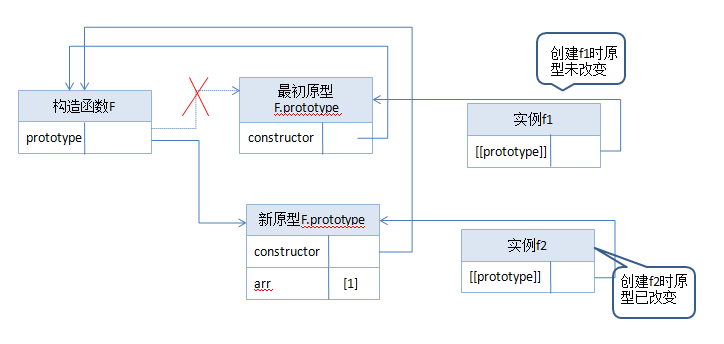 构造函数F
prototype
最初原型
F.prototype
constructor
创建f1时原
型未改变
实例f1
[[prototype]]
新原型F.prototype
constructor
arr [1]
实例f2
[[prototype]]
创建f2时原
型已改变